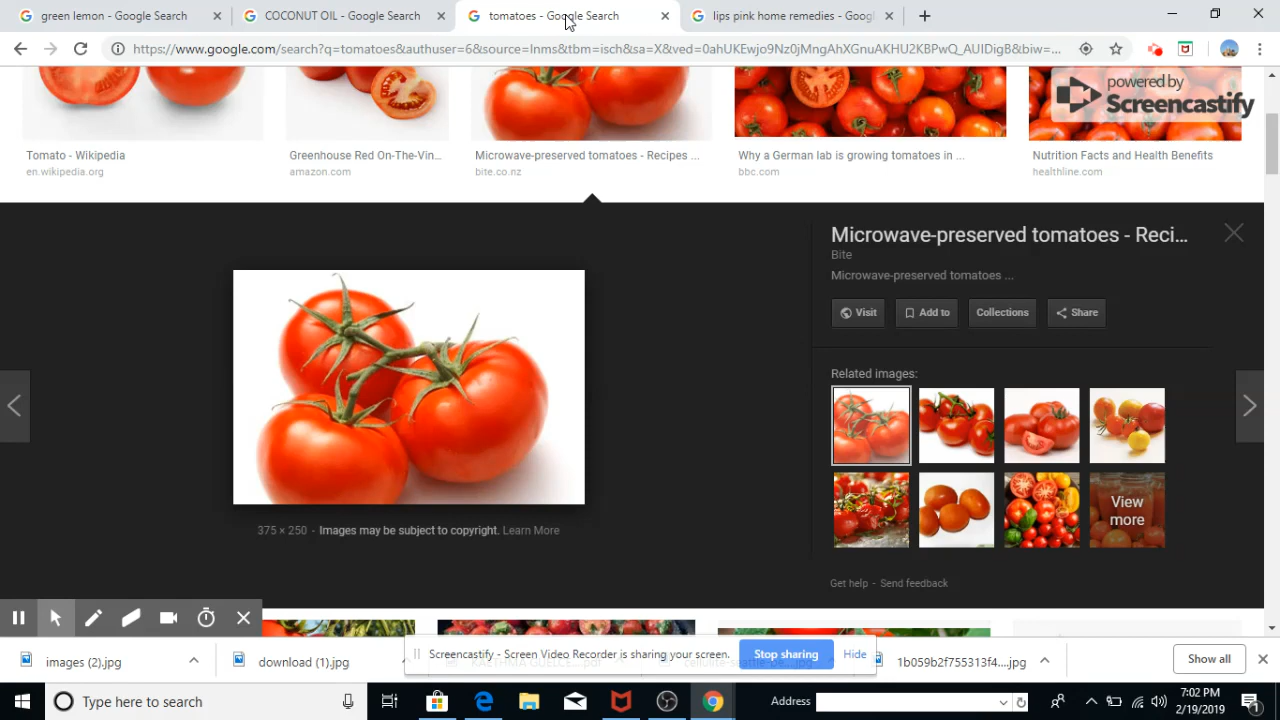 green lemon - Google Search
COCONUT OIL - Google Search
tomatoes - Google Search
lips pink home remedies - Googl
https://www.google.com/search?q=tomatoes&authuser=6&source=lnms&tbm=isch&sa=X&ved=0ahUKEwjo9Nz0jMngAhXGnuAKHU2KBPwQ_AUIDigB&biw=...
powered by
Screencastify
Tomato - Wikipedia
en.wikipedia.org
Greenhouse Red On-The-Vin...
amazon.com
Microwave-preserved tomatoes - Recipes ...
bite.co.nz
Why a German lab is growing tomatoes in ...
bbc.com
Nutrition Facts and Health Benefits
healthline.com
Microwave-preserved tomatoes - Reci...
Bite
Microwave-preserved tomatoes ...
Visit
Add to
Collections
Share
Related images:
View
more
375 × 250 - Images may be subject to copyright. Learn More
Get help - Send feedback
Screencastify - Screen Video Recorder is sharing your screen.
Stop sharing
Hide
images (2).jpg
download (1).jpg
1b059b2f755313f4....jpg
Show all
Type here to search
Address
7:02 PM
2/19/2019
1